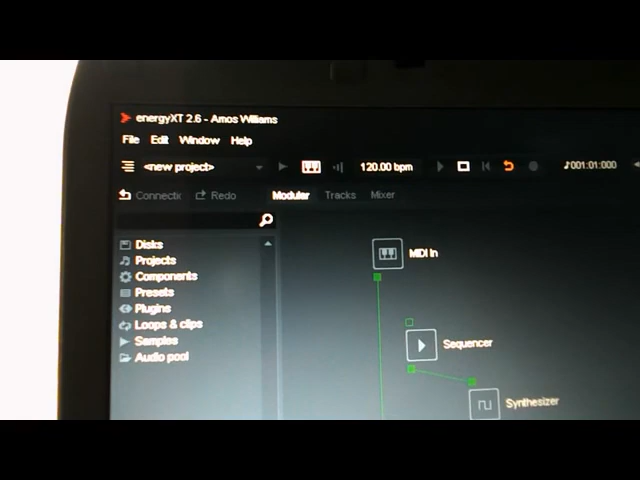 energyXT 2.6 - Amos Williams
File Edit Window Help
<new project> 120.00 bpm 001:01:000
Connectic Redo Modular Tracks Mixer
Disks
Projects
Components
Presets
Plugins
Loops & clips
Samples
Audio pool
MIDI In
Sequencer
Synthesizer